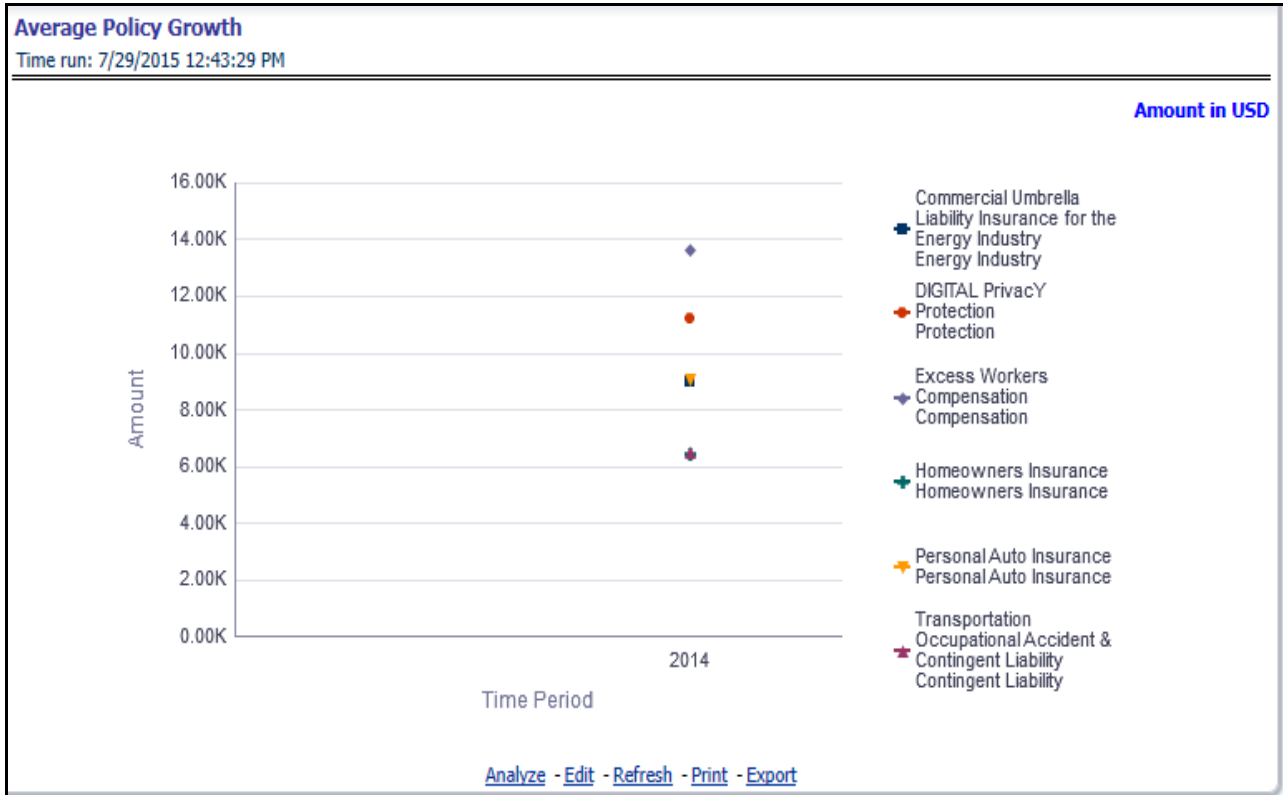 Average Policy Growth
Time run: 7/29/2015 12:43:29 PM
Amount in USD
16.00K
14.00K
12.00K
10.00K
8.00K
6.00K
4.00K
2.00K
0.00K
Amount
2014
Time Period
Commercial Umbrella
Liability Insurance for the
Energy Industry
Energy Industry
DIGITAL PrivacY
Protection
Protection
Excess Workers
Compensation
Compensation
Homeowners Insurance
Homeowners Insurance
Personal Auto Insurance
Personal Auto Insurance
Transportation
Occupational Accident &
Contingent Liability
Contingent Liability
Analyze - Edit - Refresh - Print - Export